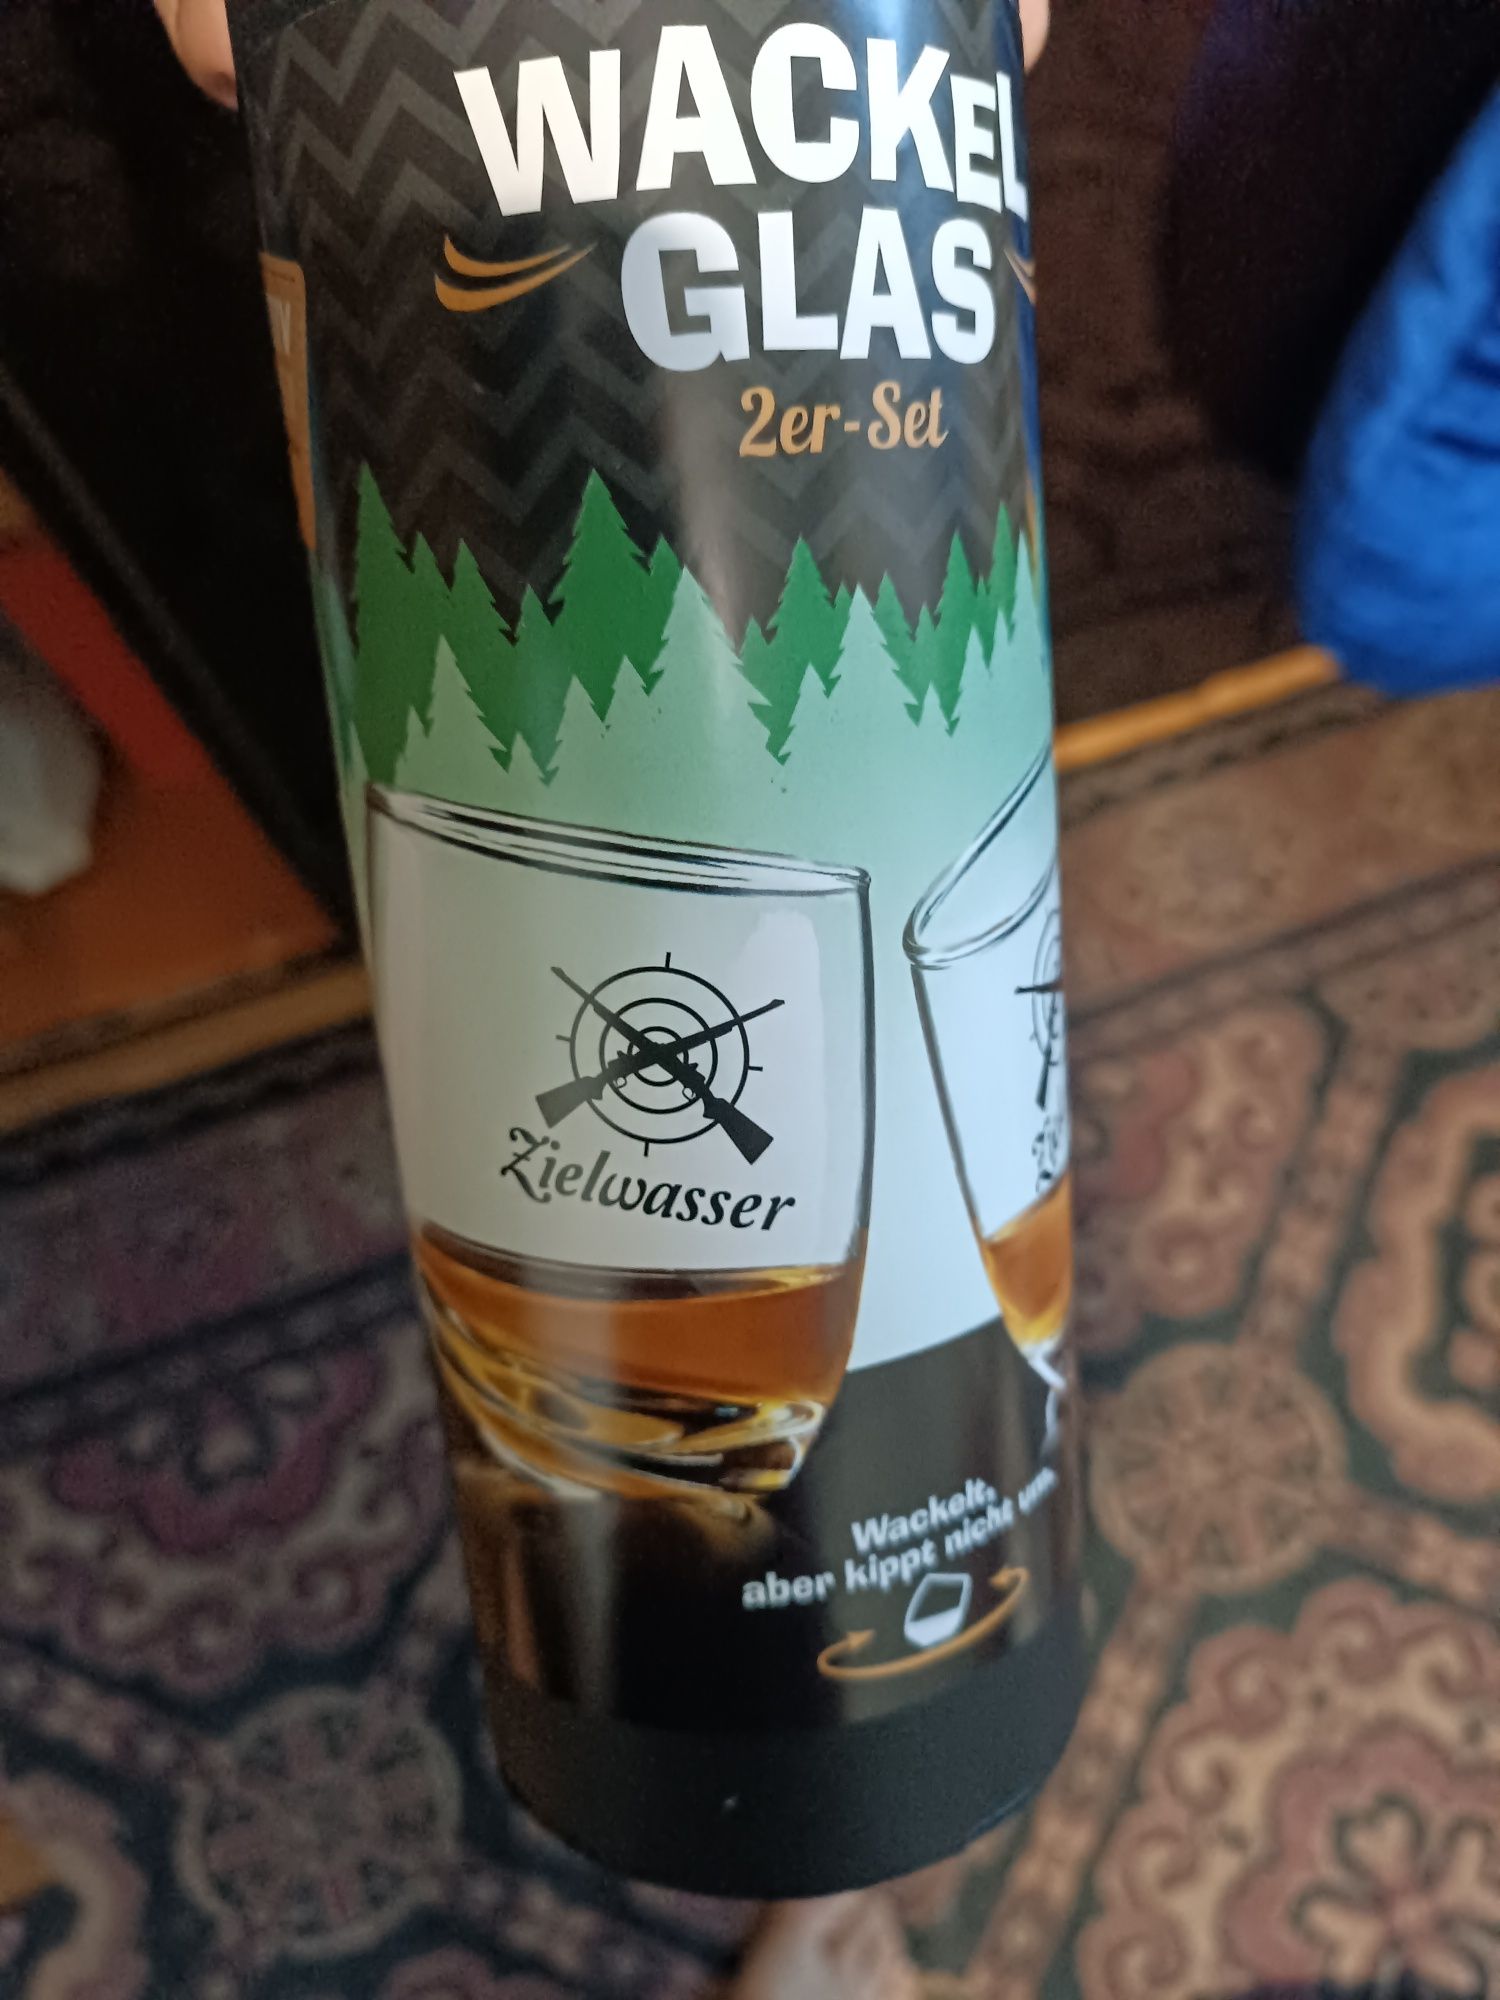 WACKEL
GLAS
2er-Set
Zielwasser
Wackelt,
aber kippt nicht um.